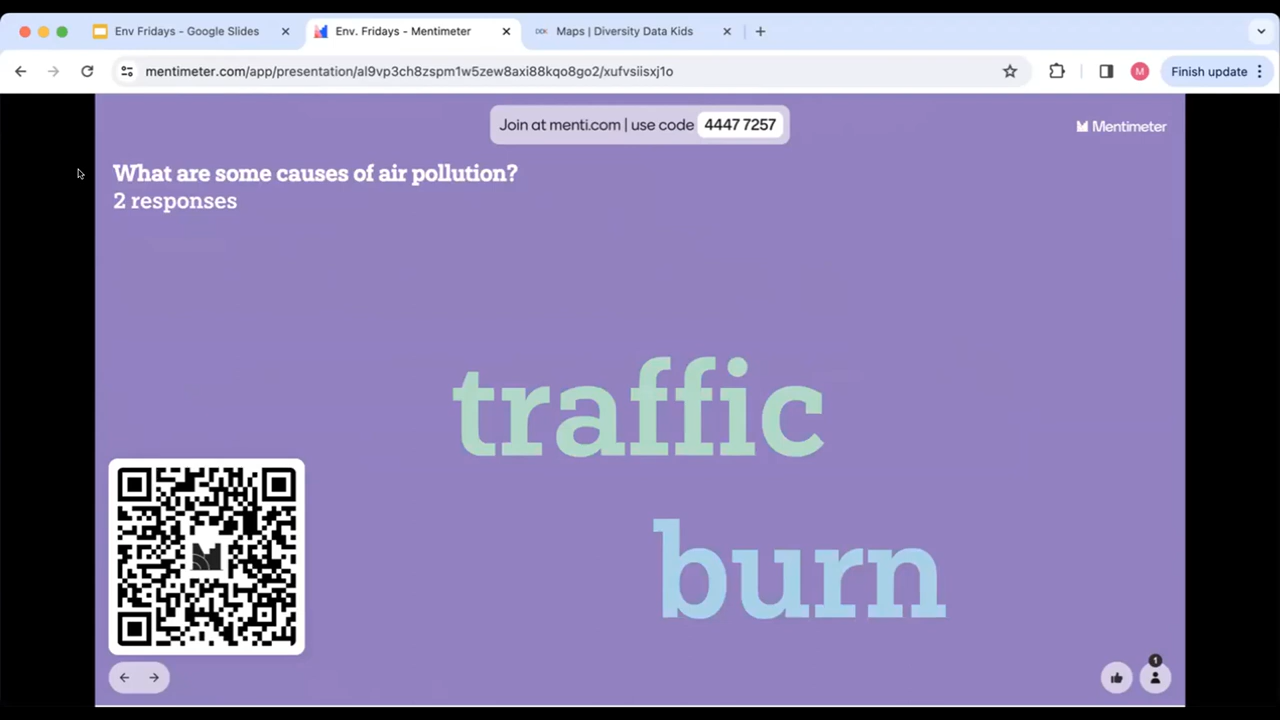 Env Fridays - Google Slides
Env. Fridays - Mentimeter
DDK Maps | Diversity Data Kids
mentimeter.com/app/presentation/al9vp3ch8zspm1w5zew8axi88kqo8go2/xufvsiisxj1o
M
Finish update
Join at menti.com | use code 4447 7257
Mentimeter
What are some causes of air pollution?
2 responses
traffic
burn
1